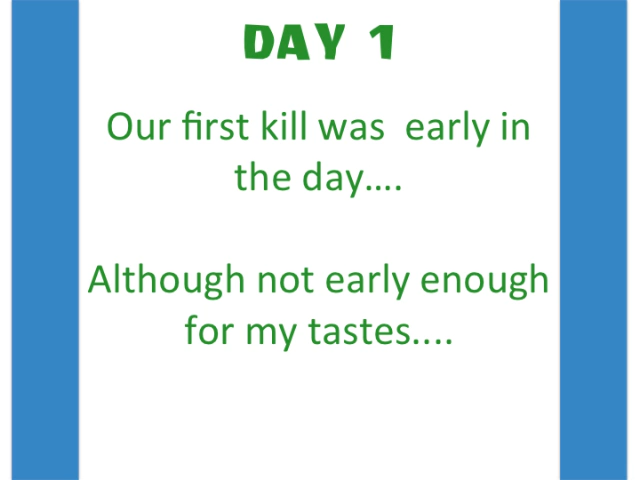 DAY 1
Our first kill was  early in
the day....
Although not early enough
for my tastes....